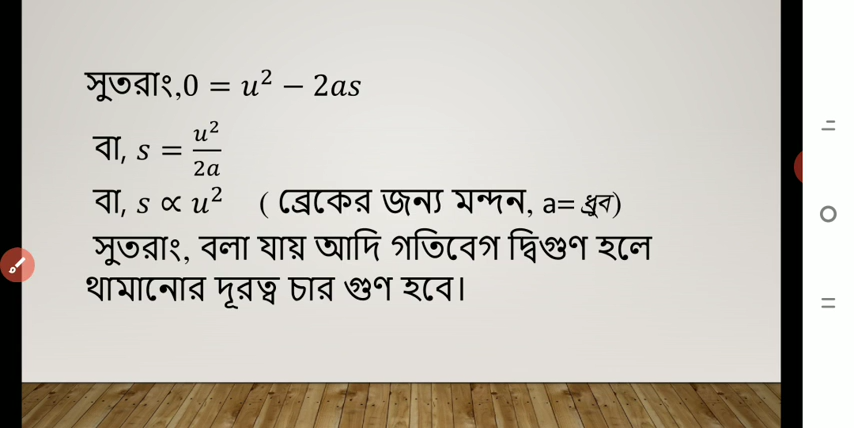 সুতরাং,0 = u² − 2as
বা, s = u²/2a
বা, s ∝ u² ( ব্রেকের জন্য মন্দন, a= ধ্রুব)
সুতরাং, বলা যায় আদি গতিবেগ দ্বিগুণ হলে
থামানোর দূরত্ব চার গুণ হবে।